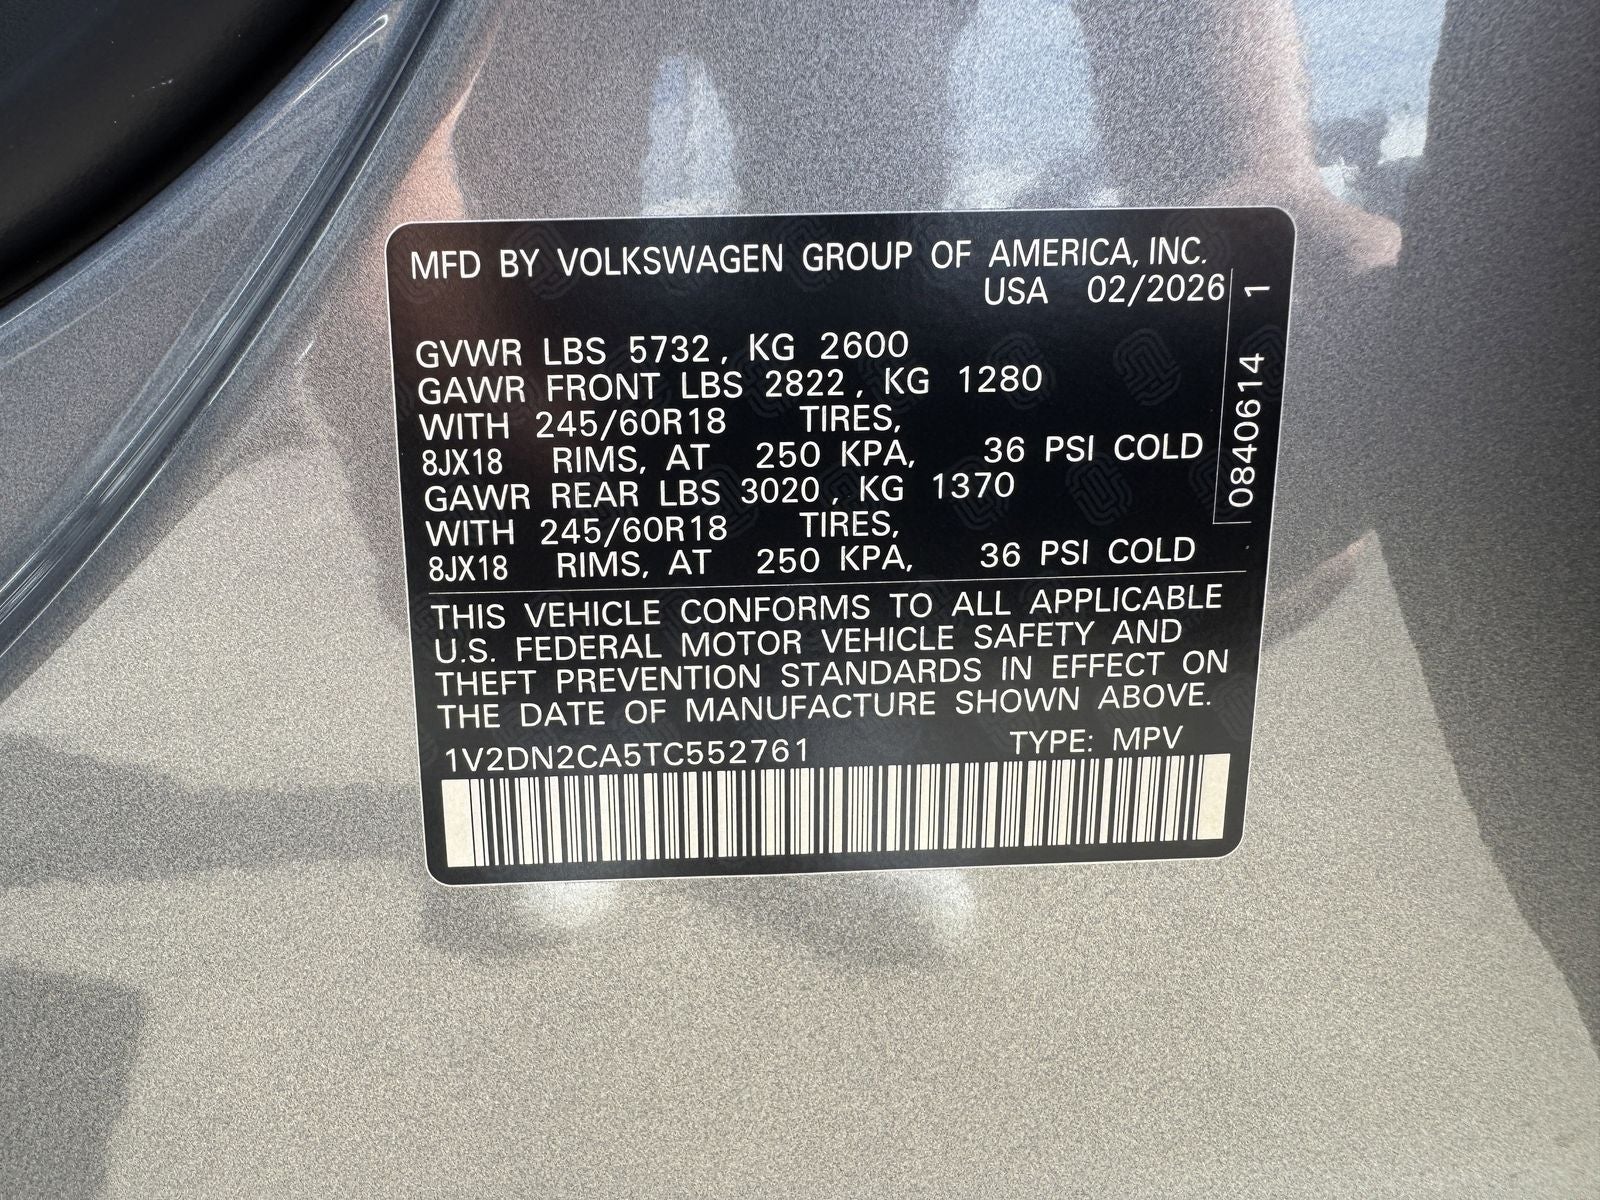 MFD BY VOLKSWAGEN GROUP OF AMERICA, INC.
USA 02/2026
GVWR LBS 5732, KG 2600
GAWR FRONT LBS 2822, KG 1280
WITH 245/60R18 TIRES,
8JX18 RIMS, AT 250 KPA, 36 PSI COLD
GAWR REAR LBS 3020, KG 1370
WITH 245/60R18 TIRES,
8JX18 RIMS, AT 250 KPA, 36 PSI COLD
0840614 1
THIS VEHICLE CONFORMS TO ALL APPLICABLE
U.S. FEDERAL MOTOR VEHICLE SAFETY AND
THEFT PREVENTION STANDARDS IN EFFECT ON
THE DATE OF MANUFACTURE SHOWN ABOVE.
1V2DN2CA5TC552761 TYPE: MPV